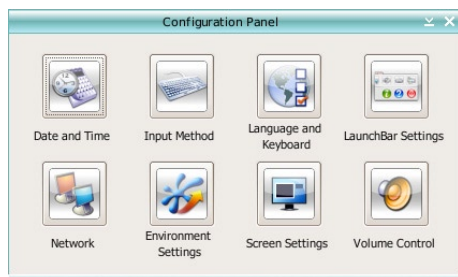 Configuration Panel
Date and Time
Input Method
Language and
Keyboard
LaunchBar Settings
Network
Environment
Settings
Screen Settings
Volume Control